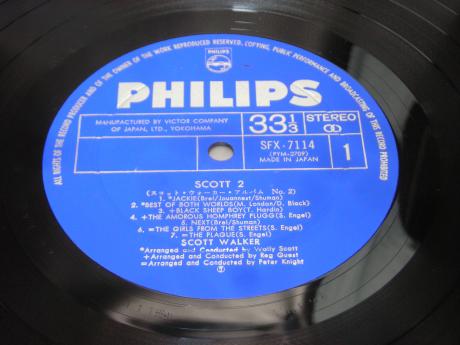 ALL RIGHTS OF THE RECORD PRODUCER AND OF THE OWNER OF THE WORK REPRODUCED RESERVED, COPYING, PUBLIC PERFORMANCE AND BROADCASTING OF THIS RECORD PROHIBITED
PHILIPS
PHILIPS
MANUFACTURED BY VICTOR COMPANY
OF JAPAN, LTD., YOKOHAMA
33 1/3
STEREO
SFX-7114
(PYM-2709)
MADE IN JAPAN
1
SCOTT 2
(スコット・ウォーカー・アルバム No.2)
1. *JACKIE(Brel/Jouannest/Shuman)
2. *BEST OF BOTH WORLDS(M. London/D. Black)
3. +BLACK SHEEP BOY(T. Hardin)
4. +THE AMOROUS HUMPHREY PLUGG(S. Engel)
5. NEXT(Brel/Shuman)
6. =THE GIRLS FROM THE STREETS(S. Engel)
7. =THE PLAGUE(S. Engel)
SCOTT WALKER
*Arranged and Conducted by Wally Scott
+Arranged and Conducted by Reg Guest
=Arranged and Conducted by Peter Knight